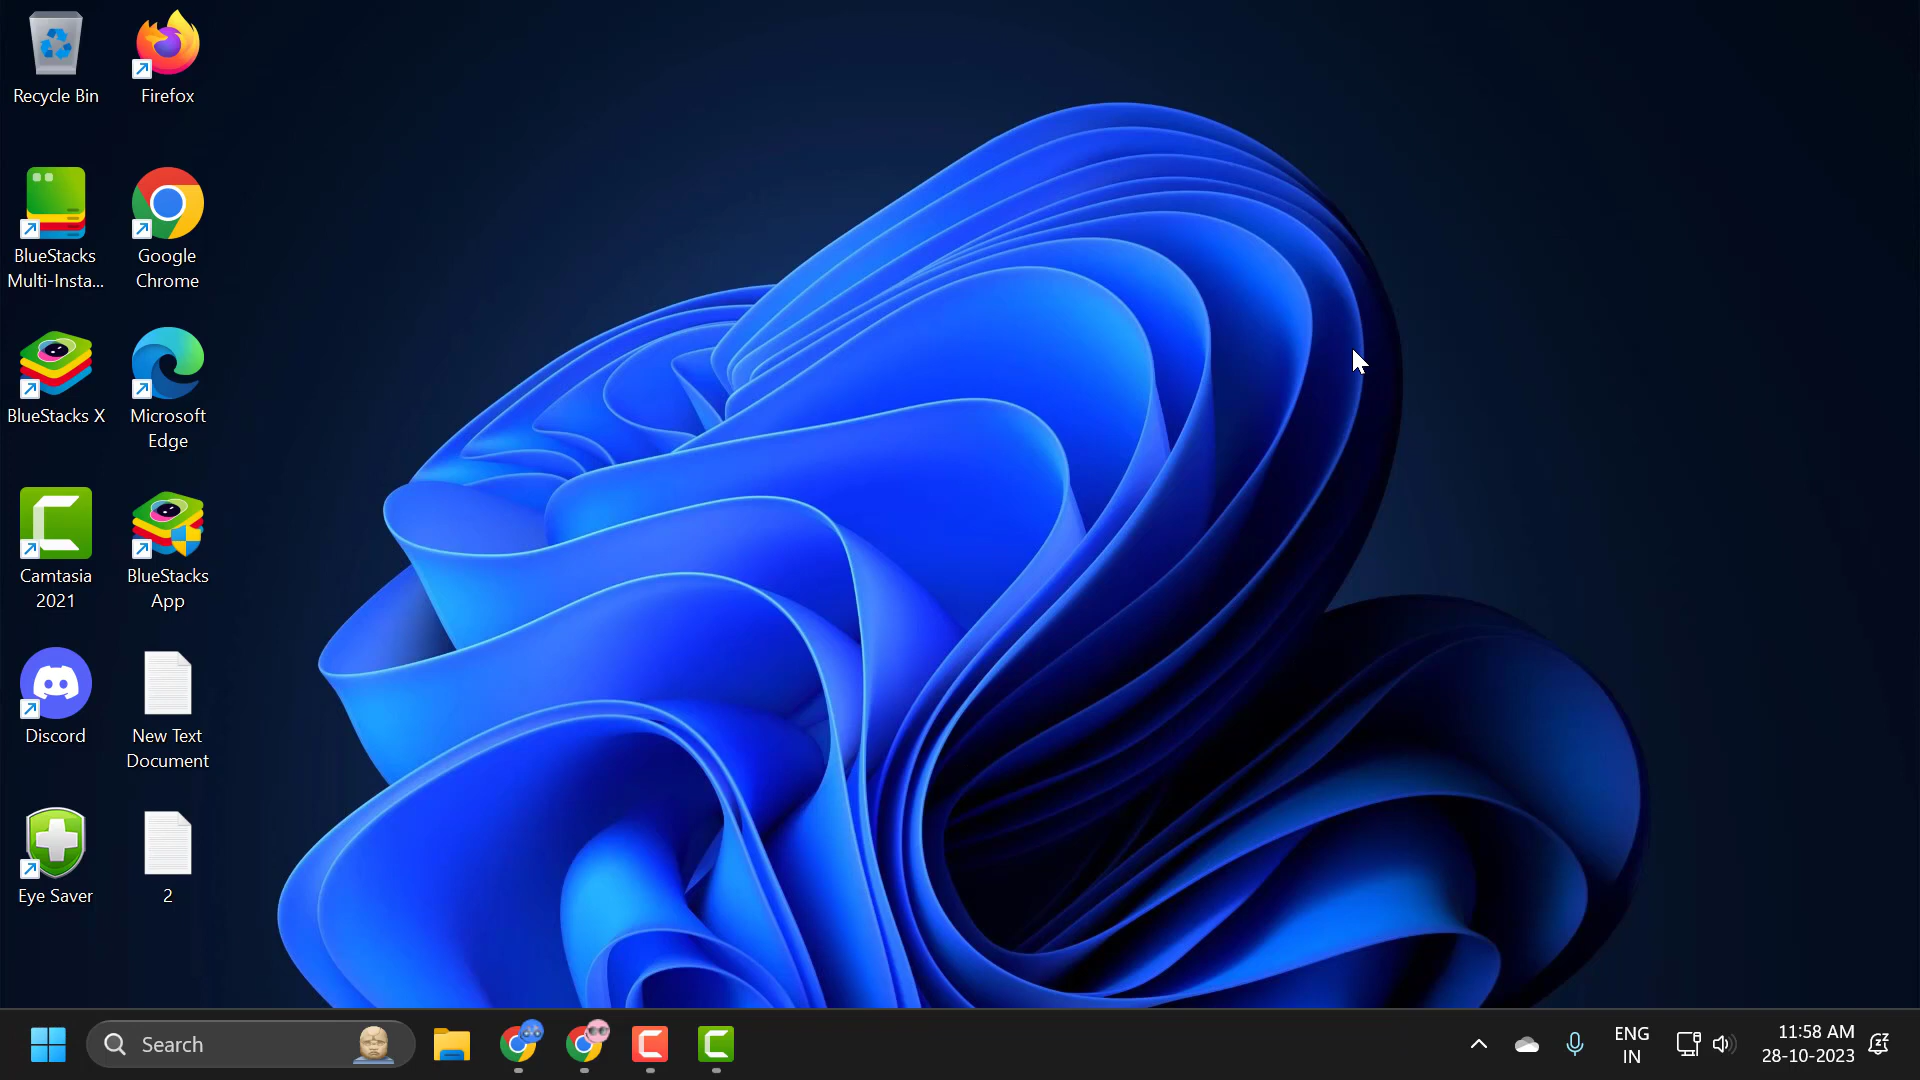 Recycle Bin
Firefox
BlueStacks
Multi-Insta...
Google
Chrome
BlueStacks X
Microsoft
Edge
Camtasia
2021
BlueStacks
App
Discord
New Text
Document
Eye Saver
2
Search
ENG
IN
11:58 AM
28-10-2023